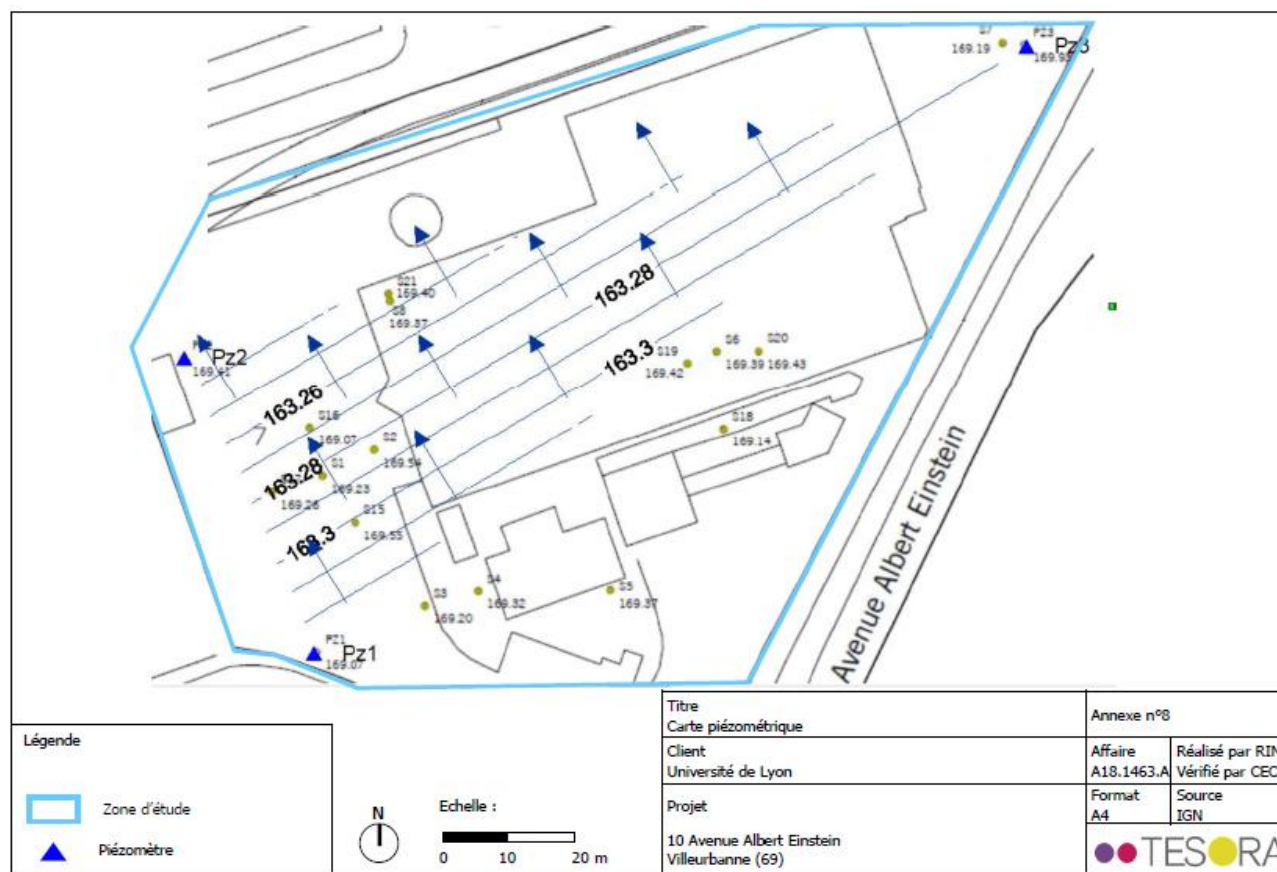 S7
169.19
PZ3
Pz3
169.93
S21
169.40
S8
169.37
163.28
Pz2
169.41
163.3
S19
169.42
S6
169.39
S20
169.43
163.26
S16
169.07
S2
169.54
S18
169.14
163.28
S1
169.23
169.26
S15
169.55
163.3
S3
169.20
S4
169.32
S5
169.37
PZ1
Pz1
169.07
Avenue Albert Einstein
Légende
Zone d'étude
Piézomètre
N
Echelle :
0 10 20 m
Titre
Carte piézométrique
Annexe n°8
Client
Université de Lyon
Affaire
A18.1463.A
Réalisé par RIN
Vérifié par CEC
Projet
10 Avenue Albert Einstein
Villeurbanne (69)
Format
A4
Source
IGN
TESORA